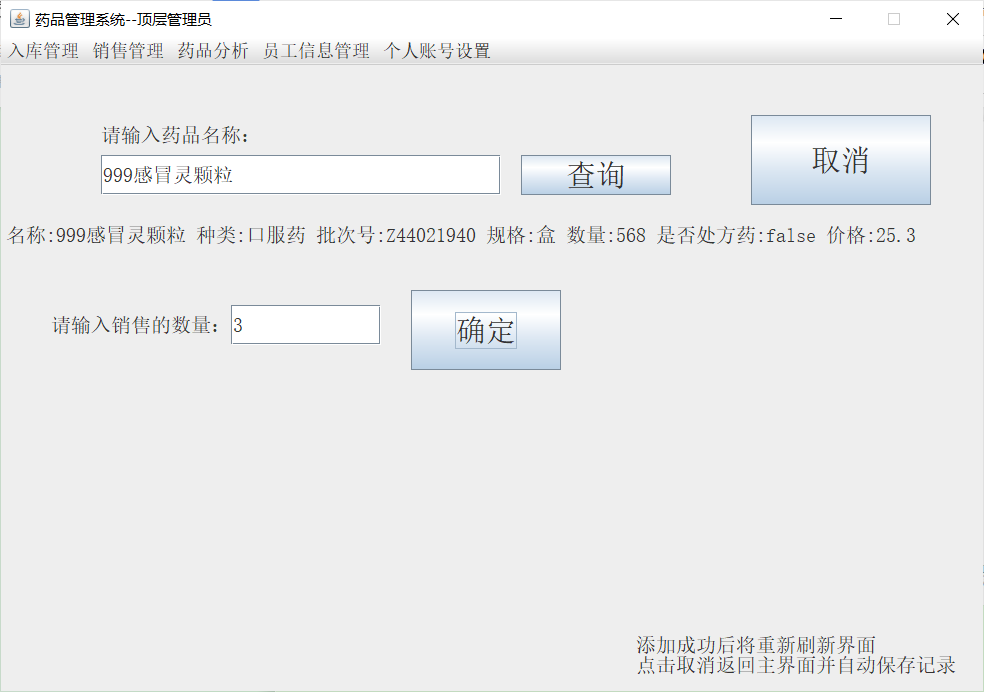 药品管理系统--顶层管理员
入库管理 销售管理 药品分析 员工信息管理 个人账号设置
请输入药品名称：
取消
999感冒灵颗粒
查询
名称:999感冒灵颗粒 种类:口服药 批次号:Z44021940 规格:盒 数量:568 是否处方药:false 价格:25.3
请输入销售的数量：
3
确定
添加成功后将重新刷新界面
点击取消返回主界面并自动保存记录